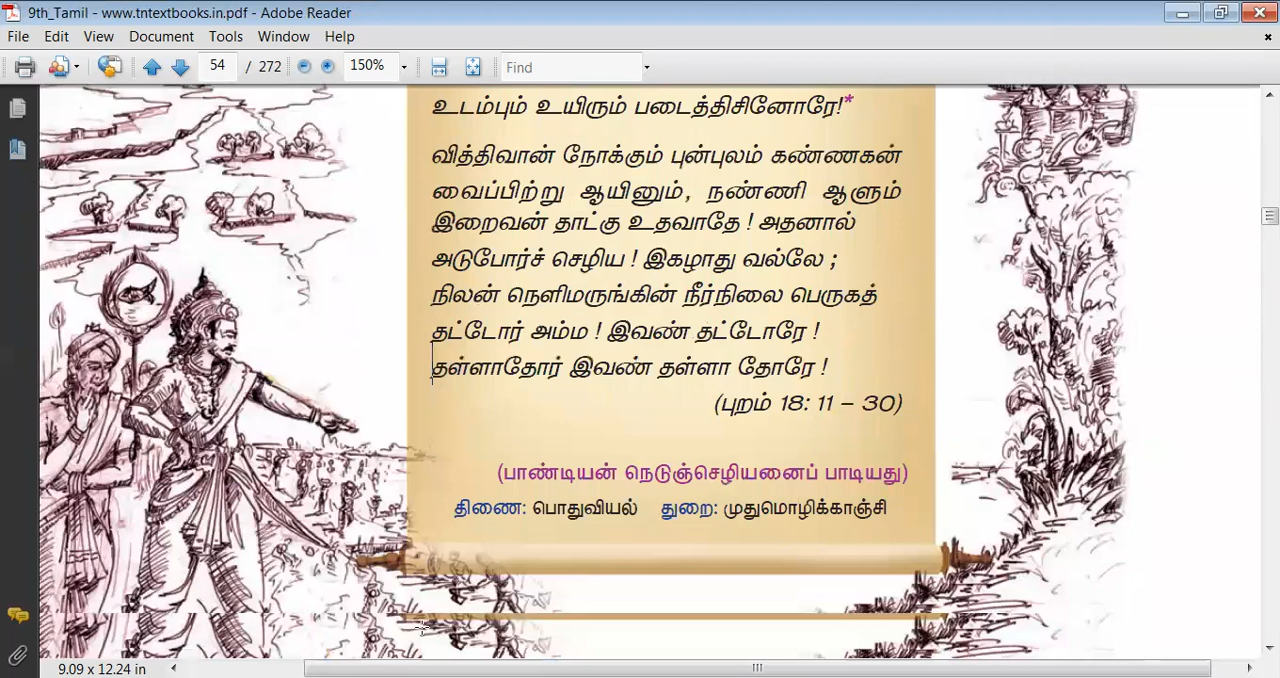 9th_Tamil - www.tntextbooks.in.pdf - Adobe Reader
File Edit View Document Tools Window Help
54 / 272 150% Find
உடம்பும் உயிரும் படைத்திசினோரே!*
வித்திவான் நோக்கும் புன்புலம் கண்ணகன்
வைப்பிற்று ஆயினும், நண்ணி ஆளும்
இறைவன் தாட்கு உதவாதே ! அதனால்
அடுபோர்ச் செழிய ! இகழாது வல்லே ;
நிலன் நெளிமருங்கின் நீர்நிலை பெருகத்
தட்டோர் அம்ம ! இவண் தட்டோரே !
தள்ளாதோர் இவண் தள்ளா தோரே !
(புறம் 18: 11 – 30)
(பாண்டியன் நெடுஞ்செழியனைப் பாடியது)
திணை: பொதுவியல் துறை: முதுமொழிக்காஞ்சி
9.09 x 12.24 in